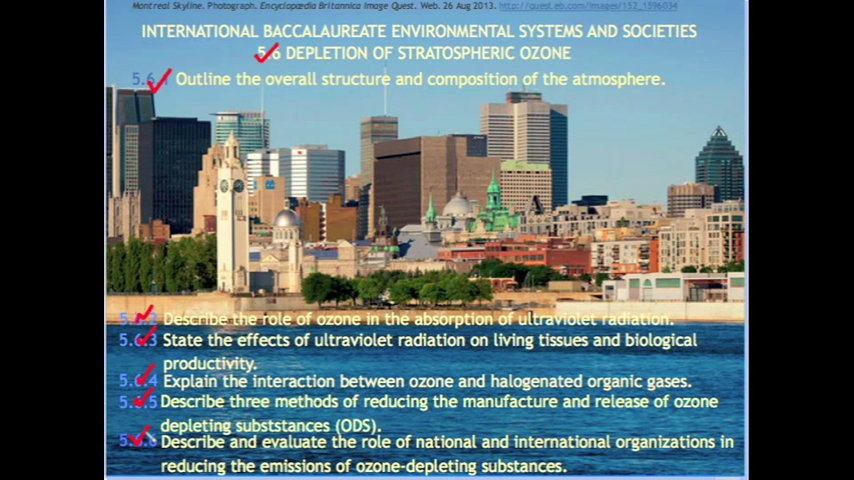 Montreal Skyline. Photograph. Encyclopædia Britannica Image Quest. Web. 26 Aug 2013. http://quest.eb.com/images/152_1596034
INTERNATIONAL BACCALAUREATE ENVIRONMENTAL SYSTEMS AND SOCIETIES
5.6 DEPLETION OF STRATOSPHERIC OZONE
Outline the overall structure and composition of the atmosphere.
Describe the role of ozone in the absorption of ultraviolet radiation.
State the effects of ultraviolet radiation on living tissues and biological
productivity.
Explain the interaction between ozone and halogenated organic gases.
Describe three methods of reducing the manufacture and release of ozone
depleting subststances (ODS).
Describe and evaluate the role of national and international organizations in
reducing the emissions of ozone-depleting substances.